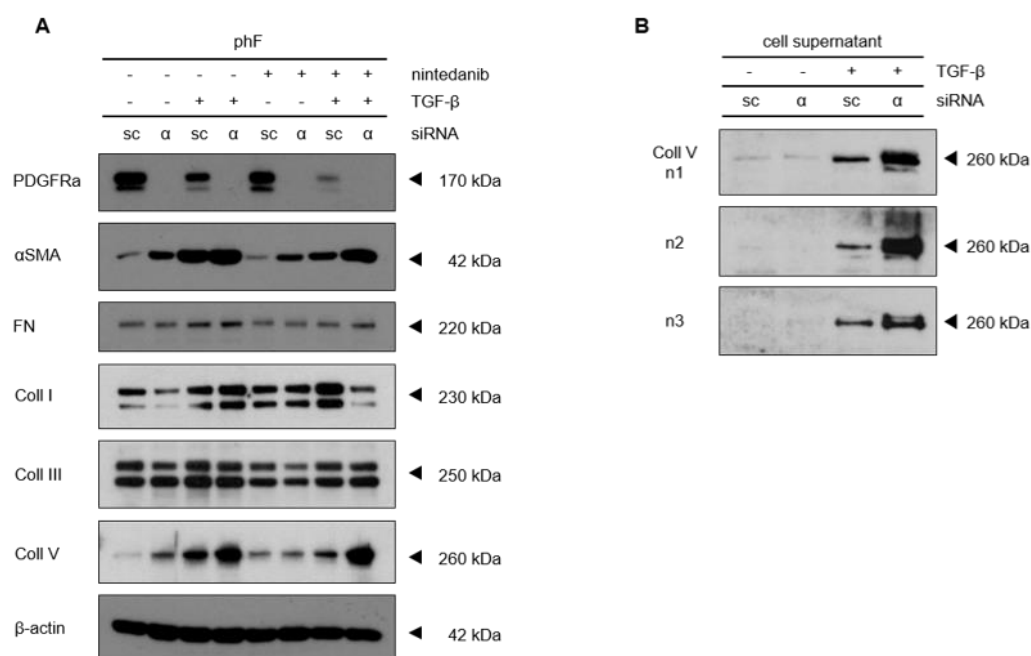 A
phF
- - - - + + + + nintedanib
- - + + - - + + TGF-β
sc α sc α sc α sc α siRNA
PDGFRa ◄ 170 kDa
αSMA ◄ 42 kDa
FN ◄ 220 kDa
Coll I ◄ 230 kDa
Coll III ◄ 250 kDa
Coll V ◄ 260 kDa
β-actin ◄ 42 kDa
B
cell supernatant
- - + + TGF-β
sc α sc α siRNA
Coll V
n1 ◄ 260 kDa
n2 ◄ 260 kDa
n3 ◄ 260 kDa